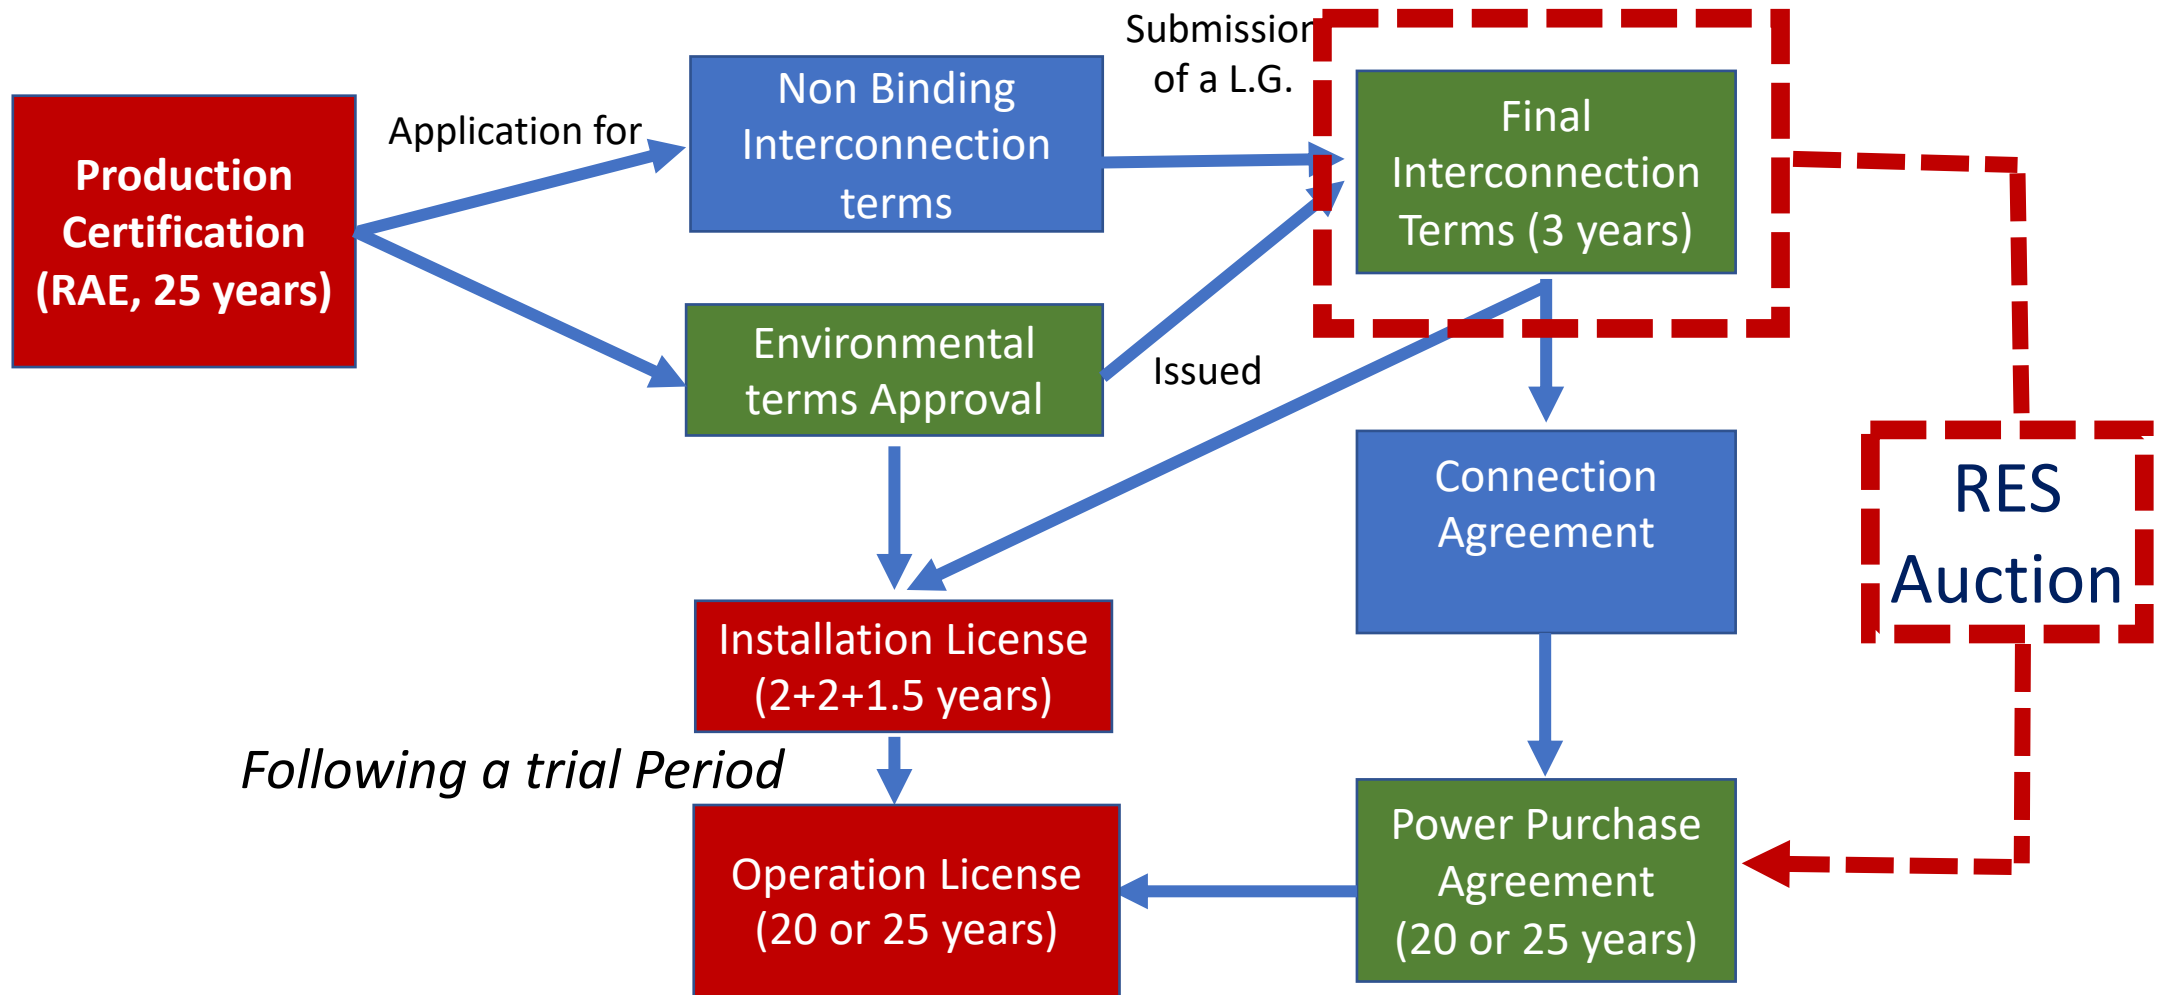 Production
Certification
(RAE, 25 years)
Application for
Non Binding
Interconnection
terms
Submission
of a L.G.
Final
Interconnection
Terms (3 years)
Environmental
terms Approval
Issued
Connection
Agreement
RES
Auction
Installation License
(2+2+1.5 years)
Following a trial Period
Operation License
(20 or 25 years)
Power Purchase
Agreement
(20 or 25 years)